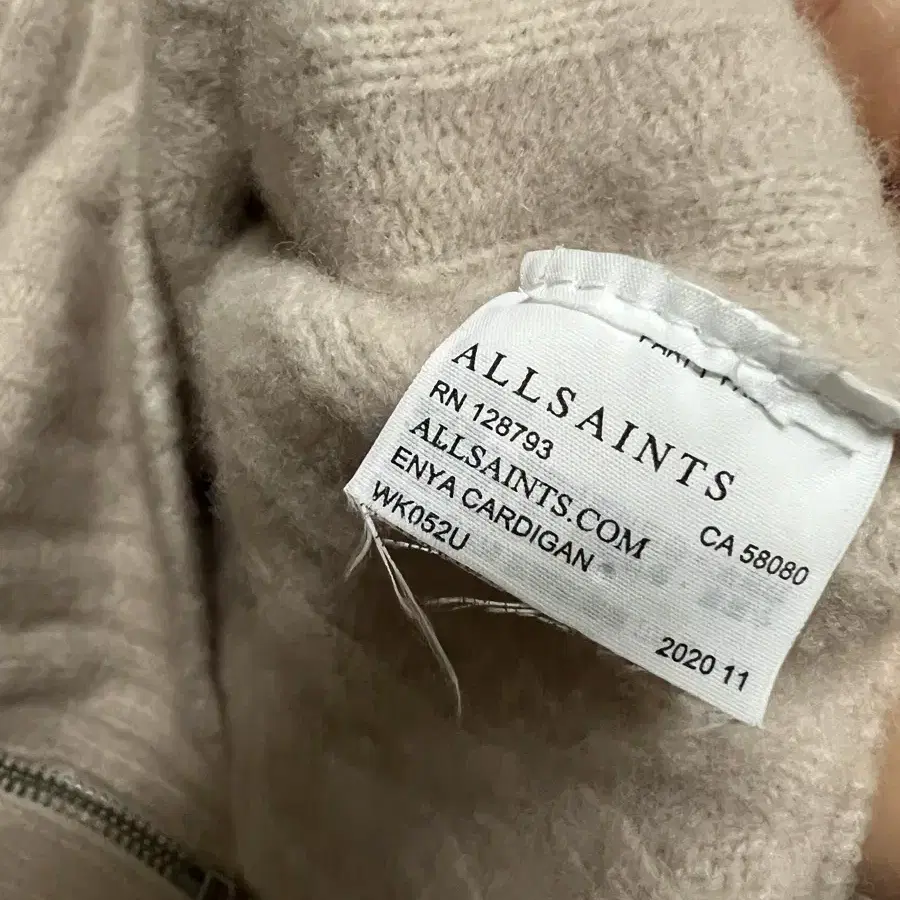 ALLSAINTS
RN 128793 CA 58080
ALLSAINTS.COM
ENYA CARDIGAN
WK052U 2020 11